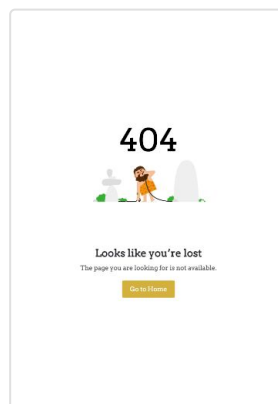 404
Looks like you're lost
The page you are looking for is not available.
Go to Home